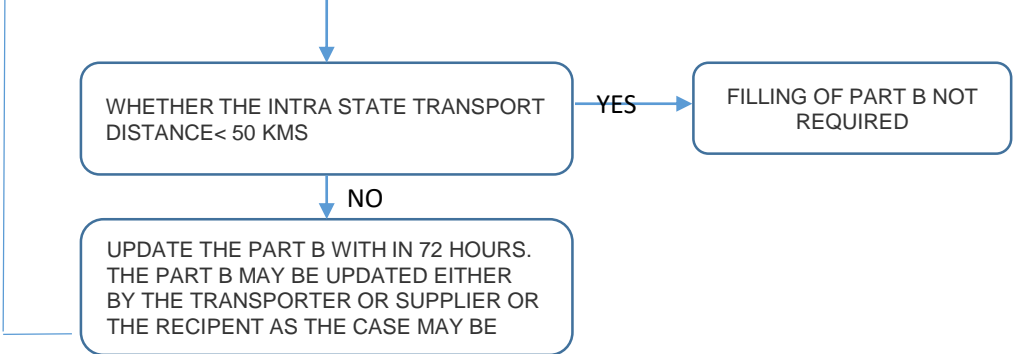 WHETHER THE INTRA STATE TRANSPORT
DISTANCE< 50 KMS
YES
FILLING OF PART B NOT
REQUIRED
NO
UPDATE THE PART B WITH IN 72 HOURS.
THE PART B MAY BE UPDATED EITHER
BY THE TRANSPORTER OR SUPPLIER OR
THE RECIPENT AS THE CASE MAY BE